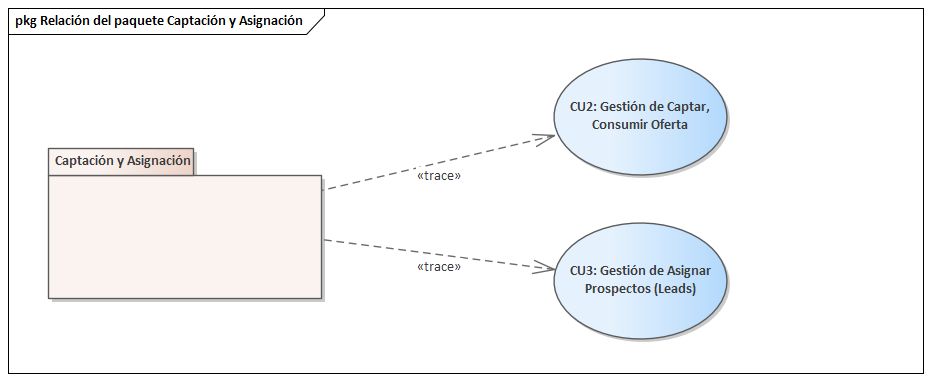 pkg Relación del paquete Captación y Asignación
CU2: Gestión de Captar,
Consumir Oferta
Captación y Asignación
«trace»
«trace»
CU3: Gestión de Asignar
Prospectos (Leads)